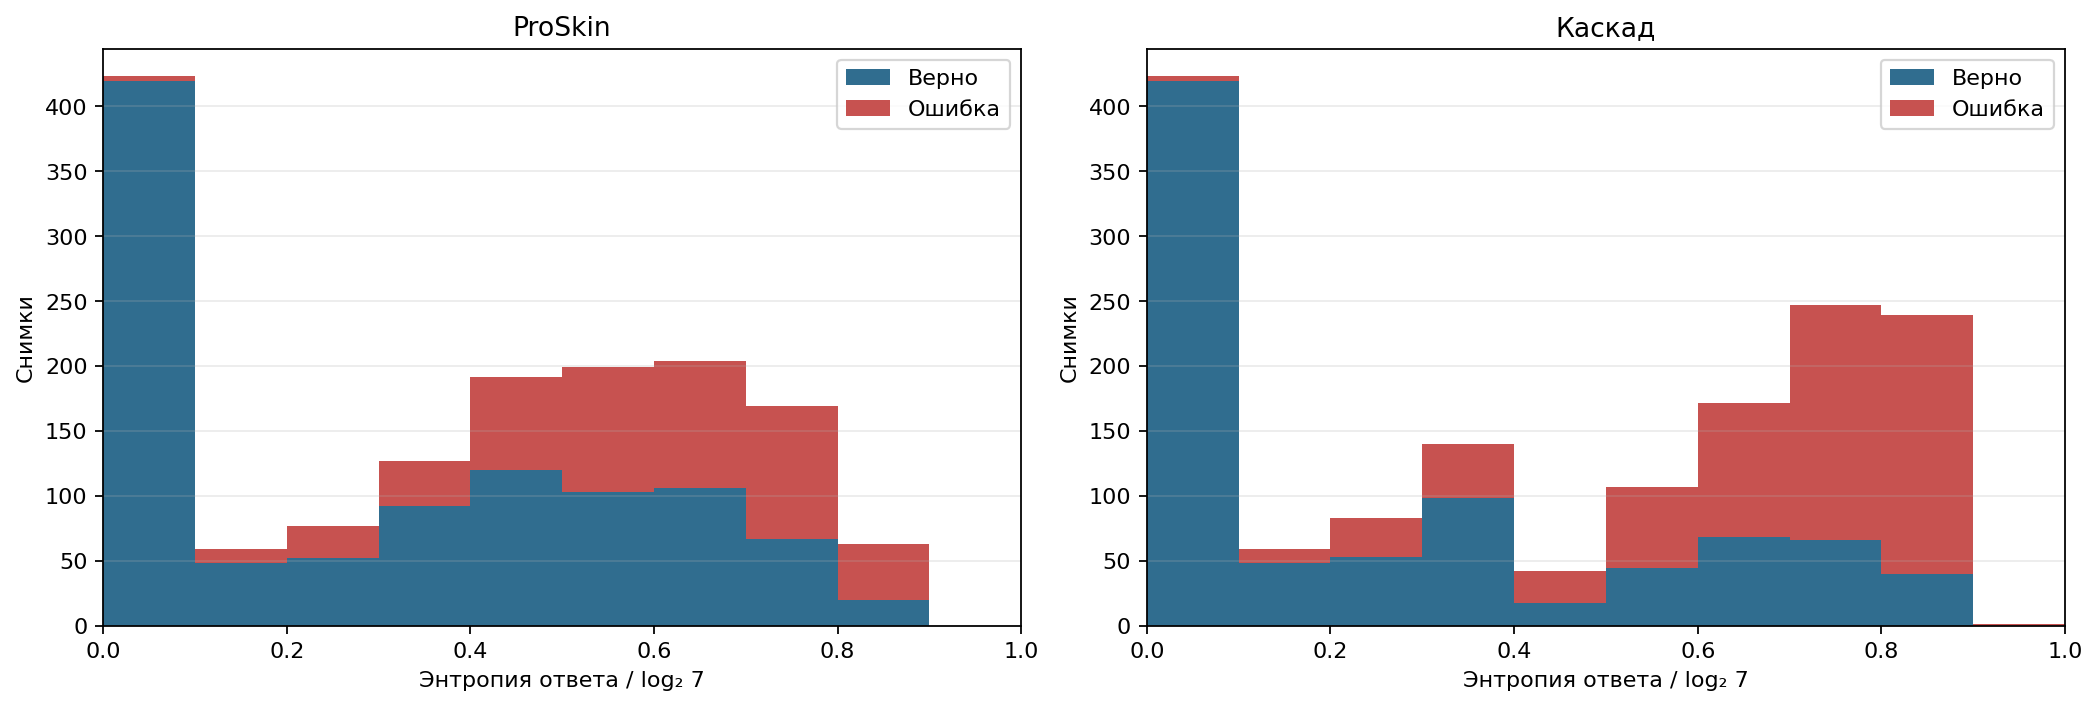 ProSkin
Каскад
Верно
Ошибка
Верно
Ошибка
Снимки
400
350
300
250
200
150
100
50
0
0.0 0.2 0.4 0.6 0.8 1.0
Энтропия ответа / log₂ 7
Снимки
400
350
300
250
200
150
100
50
0
0.0 0.2 0.4 0.6 0.8 1.0
Энтропия ответа / log₂ 7